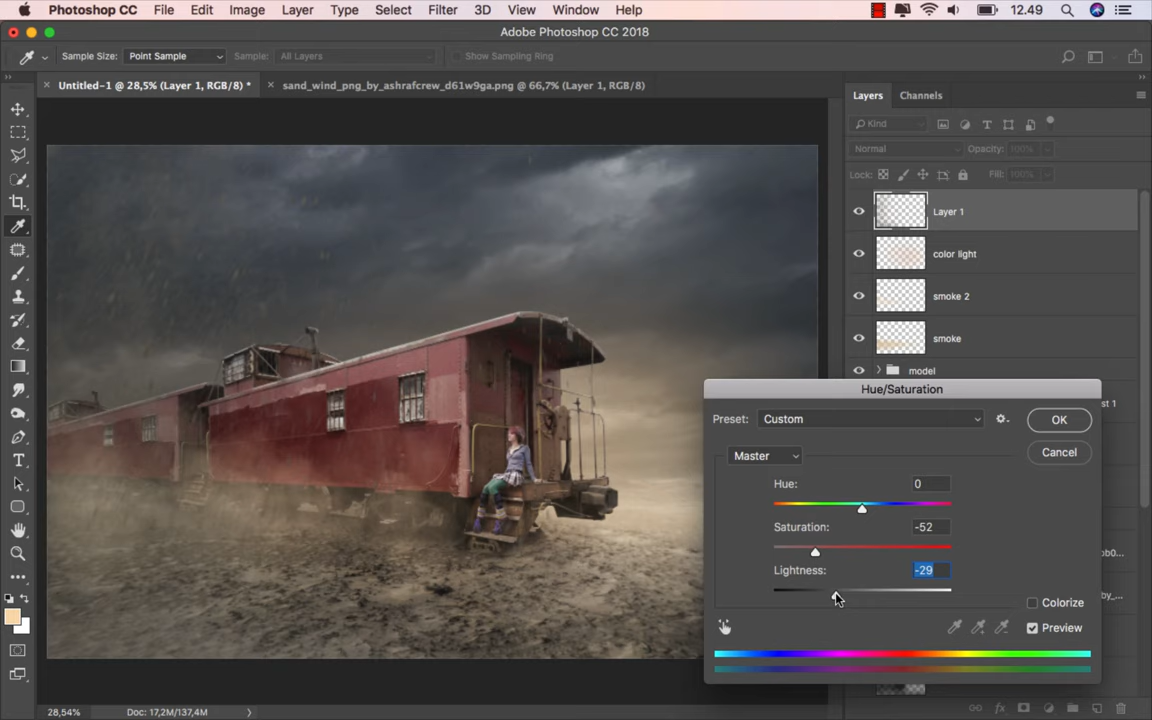 Photoshop CC File Edit Image Layer Type Select Filter 3D View Window Help 12.49
Adobe Photoshop CC 2018
Sample Size: Point Sample Sample: All Layers Show Sampling Ring
Untitled-1 @ 28,5% (Layer 1, RGB/8) * sand_wind_png_by_ashrafcrew_d61w9ga.png @ 66,7% (Layer 1, RGB/8)
Layers Channels
Kind
Normal Opacity: 100%
Lock: Fill: 100%
Layer 1
color light
smoke 2
smoke
model
Hue/Saturation
Preset: Custom OK
Cancel
Master
Hue: 0
Saturation: -52
Lightness: -29
Colorize
Preview
28,54% Doc: 17,2M/137,4M